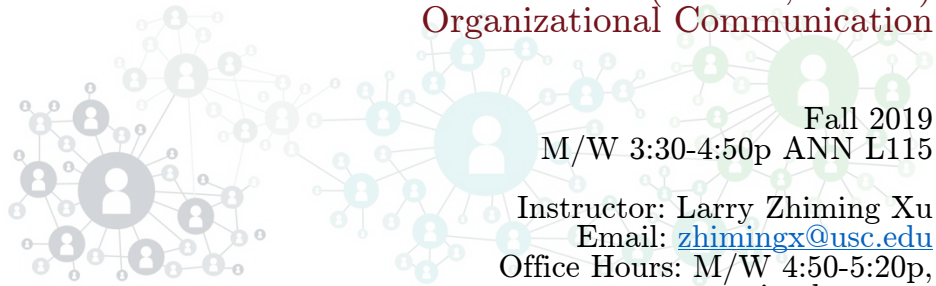 Organizational Communication
Fall 2019
M/W 3:30-4:50p ANN L115
Instructor: Larry Zhiming Xu
Email: zhimingx@usc.edu
Office Hours: M/W 4:50-5:20p,